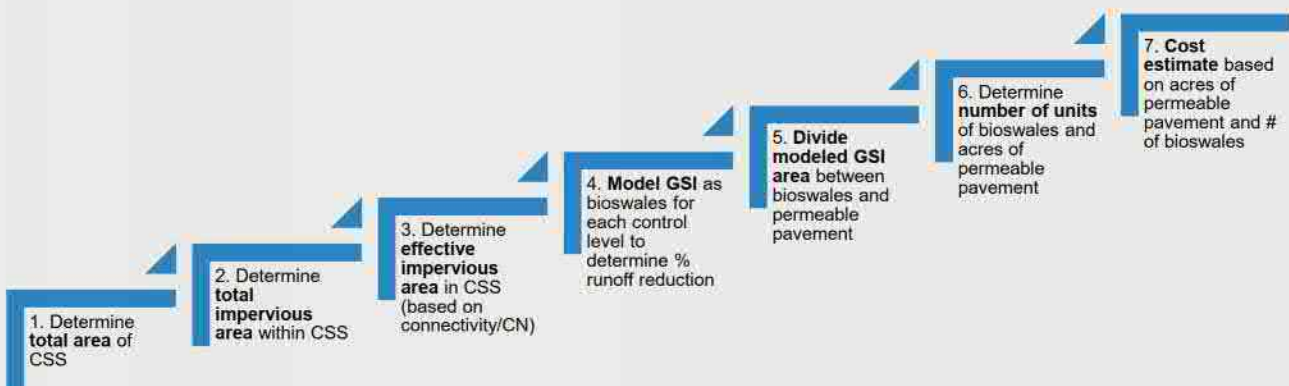 1. Determine
total area of
CSS
2. Determine
total
impervious
area within CSS
3. Determine
effective
impervious
area in CSS
(based on
connectivity/CN)
4. Model GSI as
bioswales for
each control
level to
determine %
runoff reduction
5. Divide
modeled GSI
area between
bioswales and
permeable
pavement
6. Determine
number of units
of bioswales and
acres of
permeable
pavement
7. Cost
estimate based
on acres of
permeable
pavement and #
of bioswales